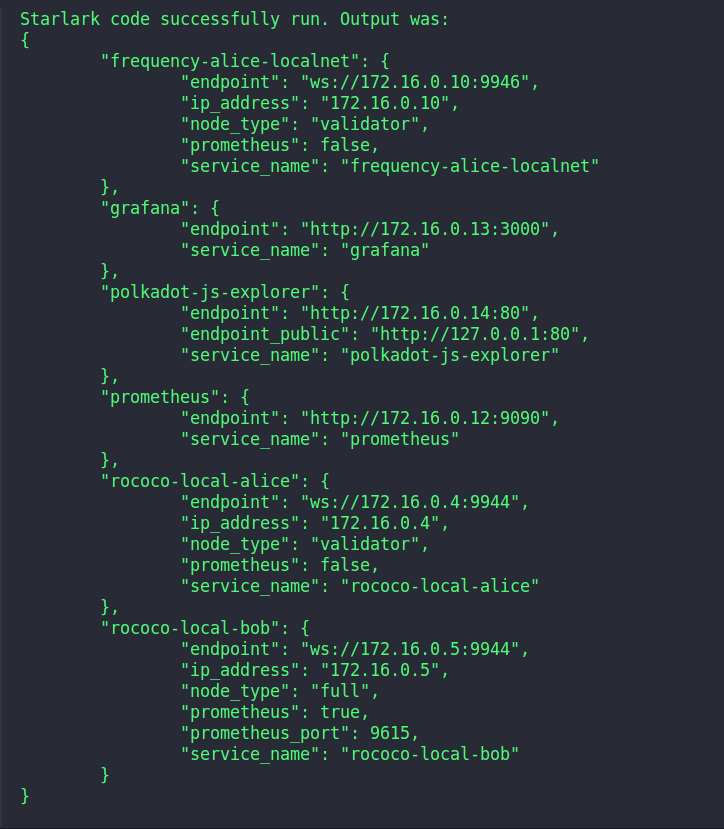 Starlark code successfully run. Output was:
{
        "frequency-alice-localnet": {
                "endpoint": "ws://172.16.0.10:9946",
                "ip_address": "172.16.0.10",
                "node_type": "validator",
                "prometheus": false,
                "service_name": "frequency-alice-localnet"
        },
        "grafana": {
                "endpoint": "http://172.16.0.13:3000",
                "service_name": "grafana"
        },
        "polkadot-js-explorer": {
                "endpoint": "http://172.16.0.14:80",
                "endpoint_public": "http://127.0.0.1:80",
                "service_name": "polkadot-js-explorer"
        },
        "prometheus": {
                "endpoint": "http://172.16.0.12:9090",
                "service_name": "prometheus"
        },
        "rococo-local-alice": {
                "endpoint": "ws://172.16.0.4:9944",
                "ip_address": "172.16.0.4",
                "node_type": "validator",
                "prometheus": false,
                "service_name": "rococo-local-alice"
        },
        "rococo-local-bob": {
                "endpoint": "ws://172.16.0.5:9944",
                "ip_address": "172.16.0.5",
                "node_type": "full",
                "prometheus": true,
                "prometheus_port": 9615,
                "service_name": "rococo-local-bob"
        }
}